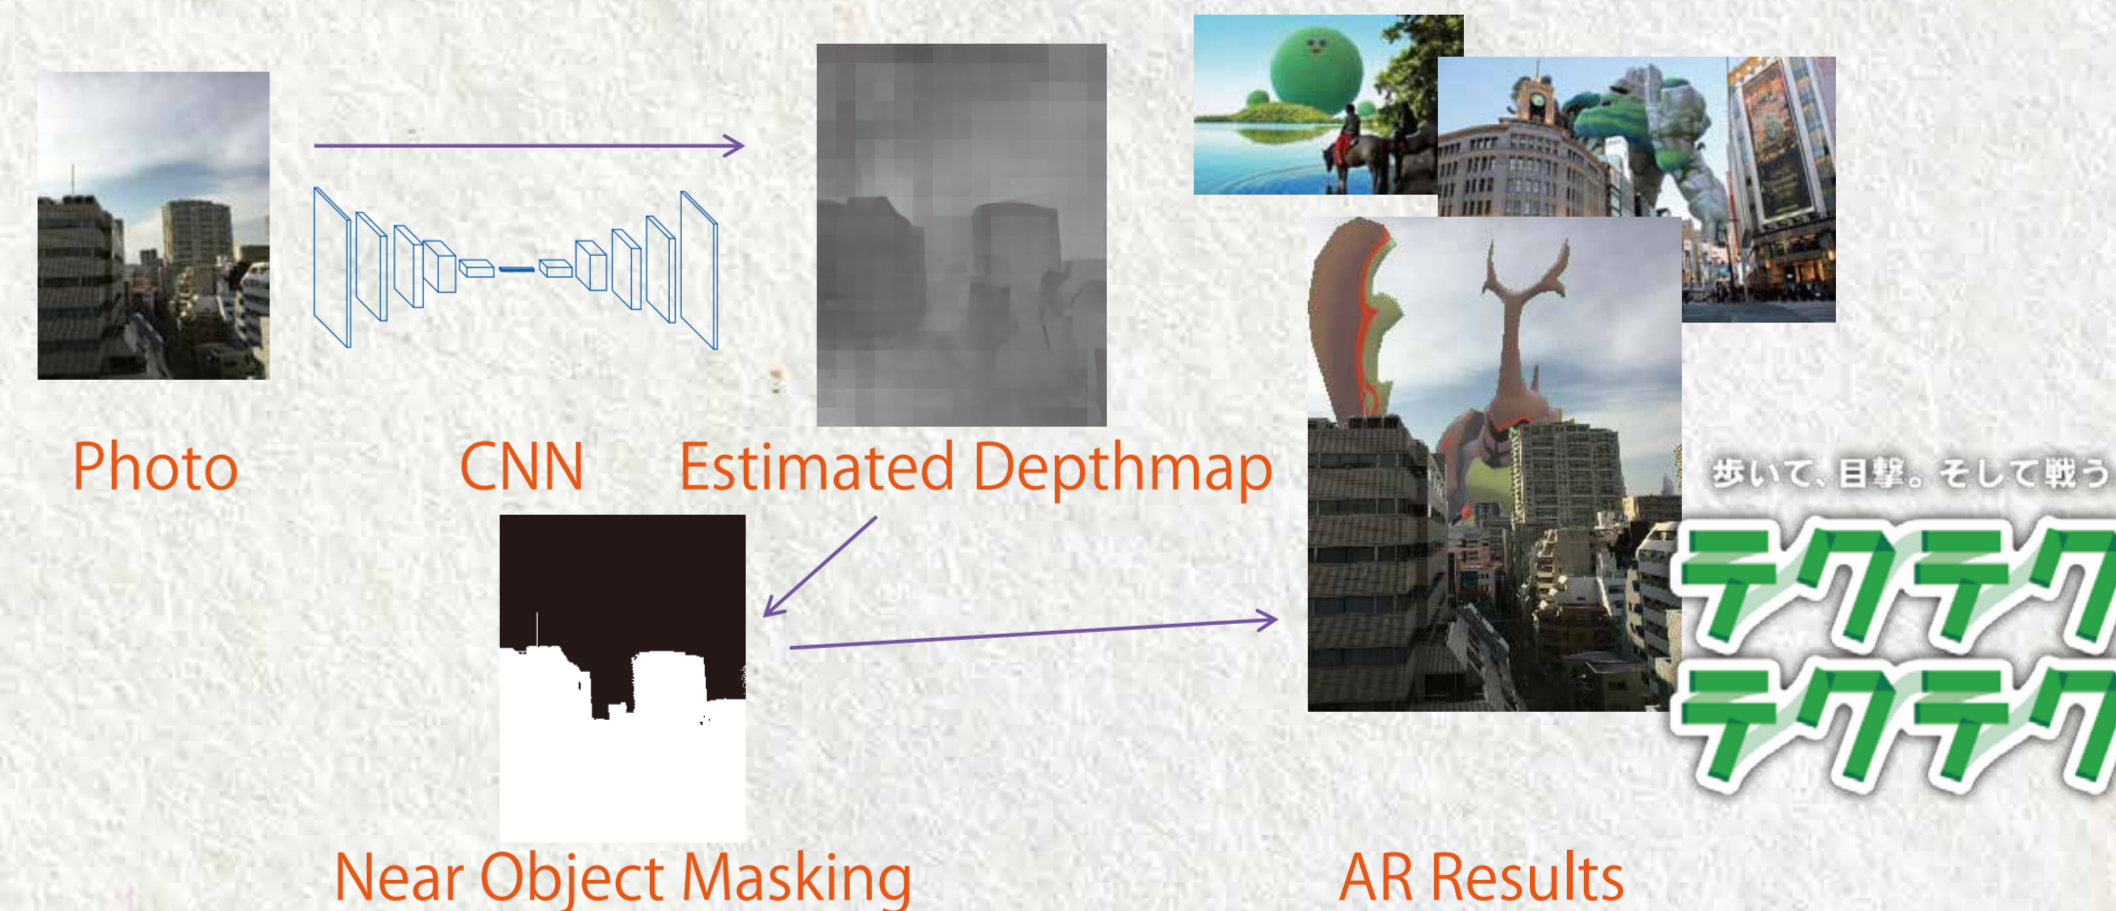 Photo
CNN
Estimated Depthmap
歩いて、目撃。そして戦う
テクテク
テクテク
Near Object Masking
AR Results